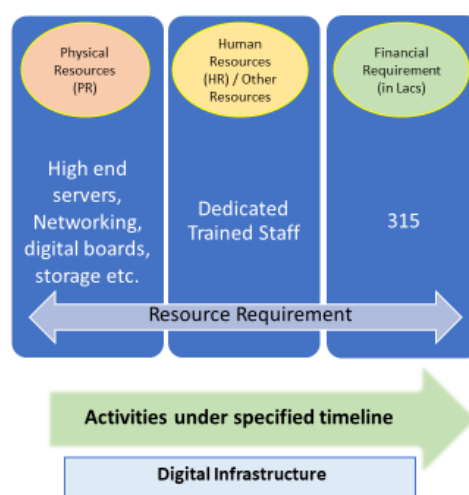 Physical
Resources
(PR)
Human
Resources
(HR) / Other
Resources
Financial
Requirement
(in Lacs)
High end
servers,
Networking,
digital boards,
storage etc.
Dedicated
Trained Staff
315
Resource Requirement
Activities under specified timeline
Digital Infrastructure